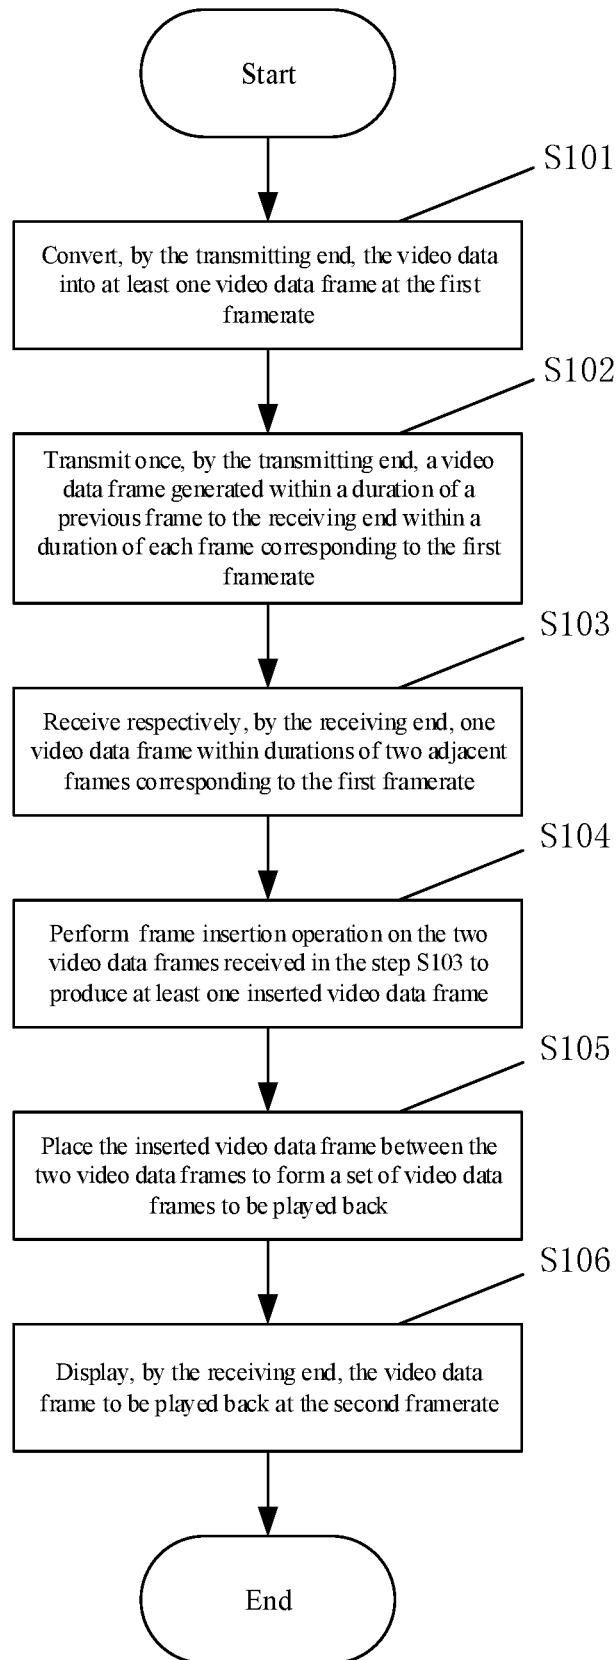 Start
S101
Convert, by the transmitting end, the video data
into at least one video data frame at the first
framerate
S102
Transmit once, by the transmitting end, a video
data frame generated within a duration of a
previous frame to the receiving end within a
duration of each frame corresponding to the first
framerate
S103
Receive respectively, by the receiving end, one
video data frame within durations of two adjacent
frames corresponding to the first framerate
S104
Perform frame insertion operation on the two
video data frames received in the step S103 to
produce at least one inserted video data frame
S105
Place the inserted video data frame between the
two video data frames to form a set of video data
frames to be played back
S106
Display, by the receiving end, the video data
frame to be played back at the second framerate
End